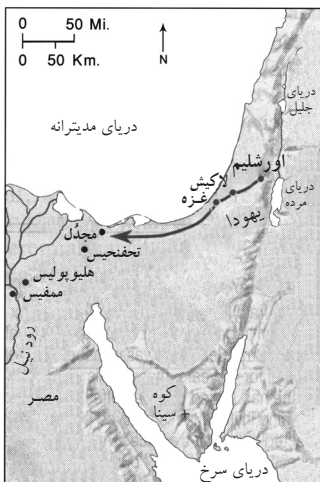 0 50 Mi.
0 50 Km.
N
دریای
جلیل
دریای مدیترانه
اورشلیم
لاکیش
غزه
دریای
مرده
یهودا
مجدُل
تحفنحیس
هلیوپولیس
ممفیس
رود نیل
مصر
کوه
سینا
دریای سرخ